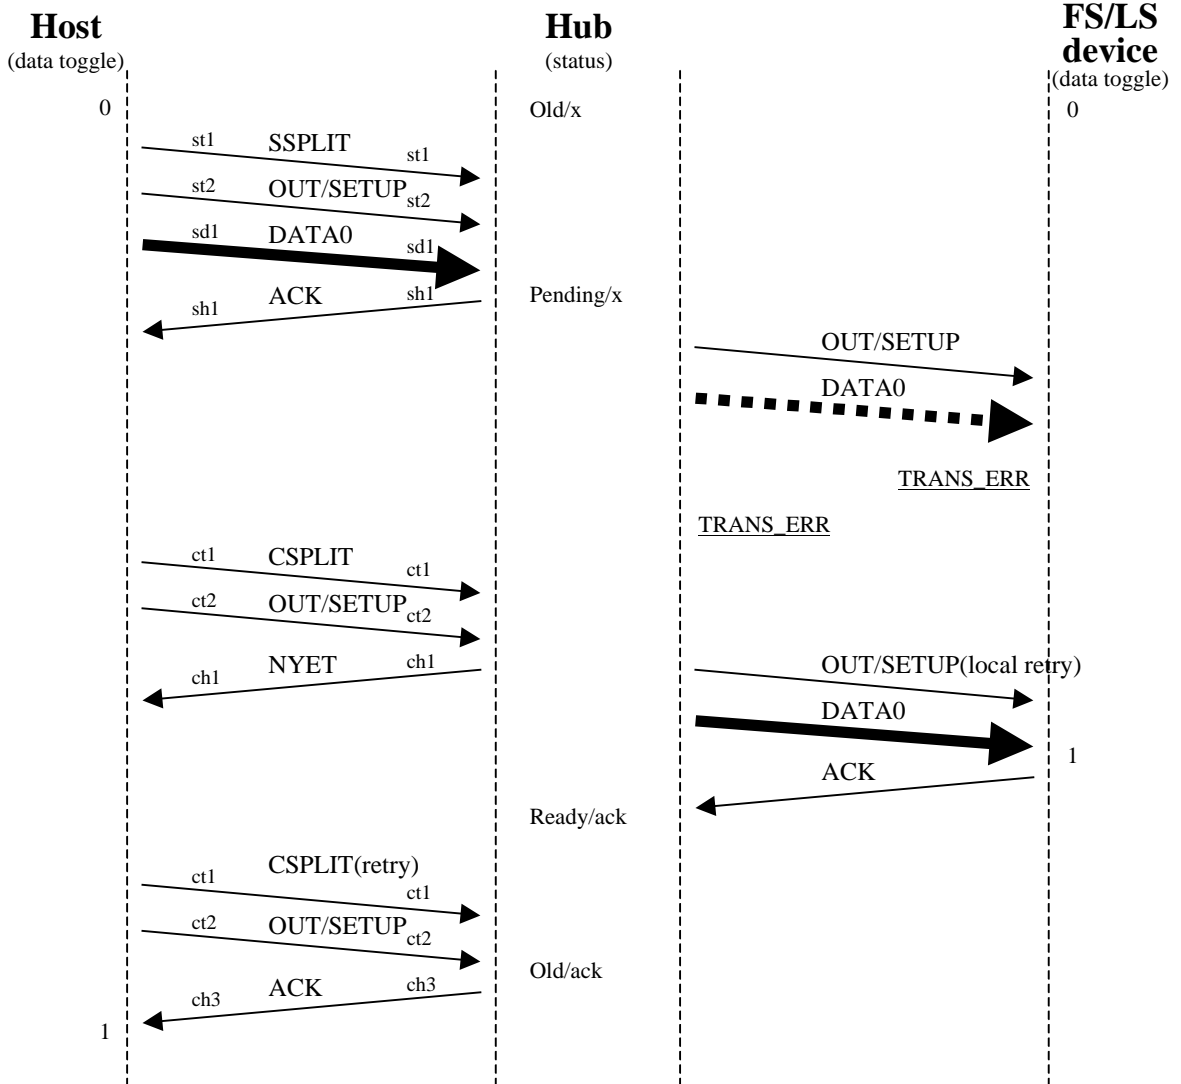 Host
(data toggle)
Hub
(status)
FS/LS
device
(data toggle)
0
Old/x
0
st1 SSPLIT st1
st2 OUT/SETUP st2
sd1 DATA0 sd1
sh1 ACK sh1
Pending/x
OUT/SETUP
DATA0
TRANS_ERR
TRANS_ERR
ct1 CSPLIT ct1
ct2 OUT/SETUP ct2
ch1 NYET ch1
OUT/SETUP(local retry)
DATA0
1
ACK
Ready/ack
ct1 CSPLIT(retry) ct1
ct2 OUT/SETUP ct2
Old/ack
ch3 ACK ch3
1